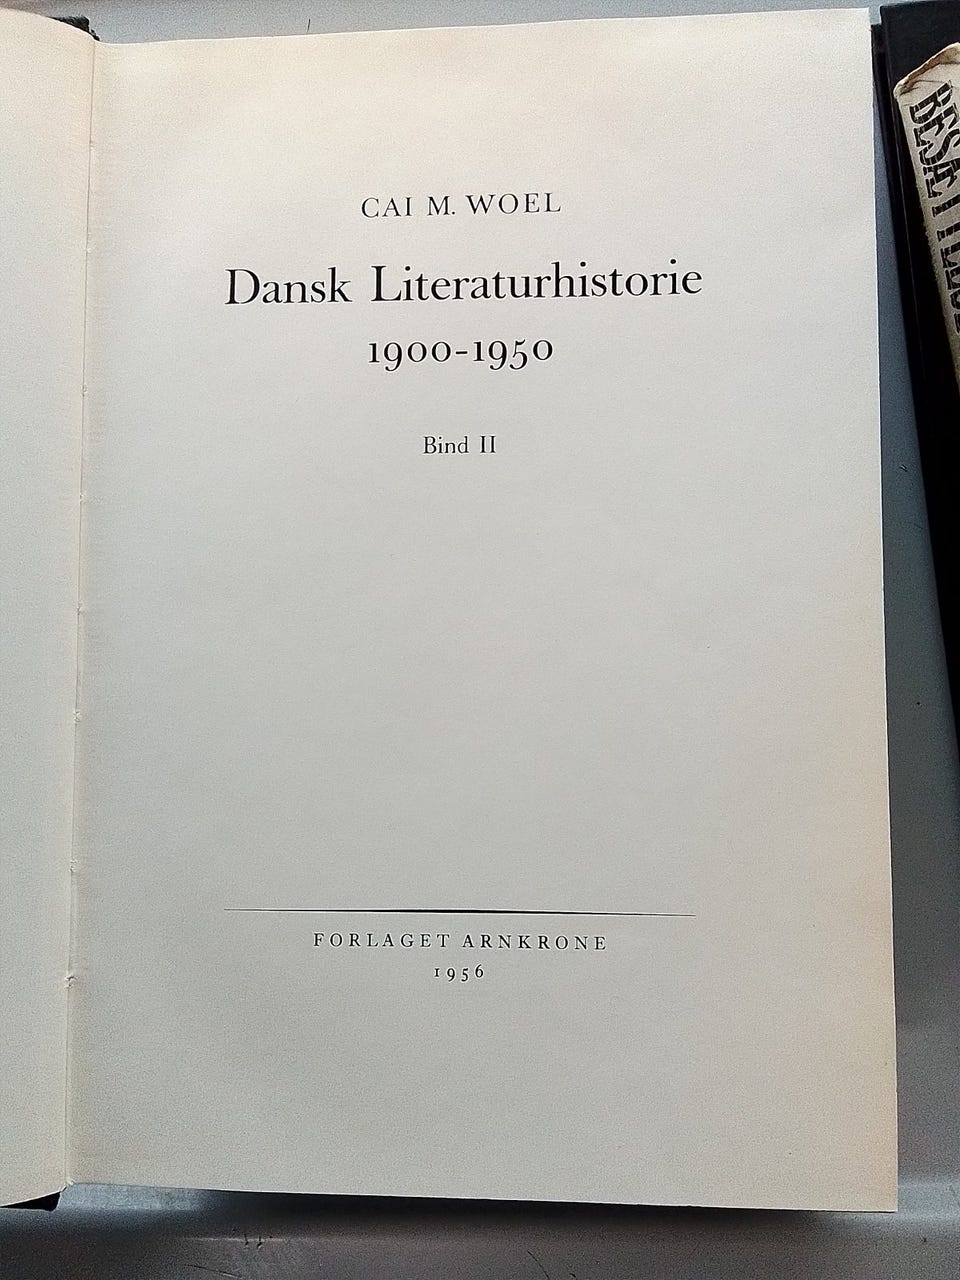 CAI M. WOEL
Dansk Literaturhistorie
1900-1950
Bind II
FORLAGET ARNKRONE
1956